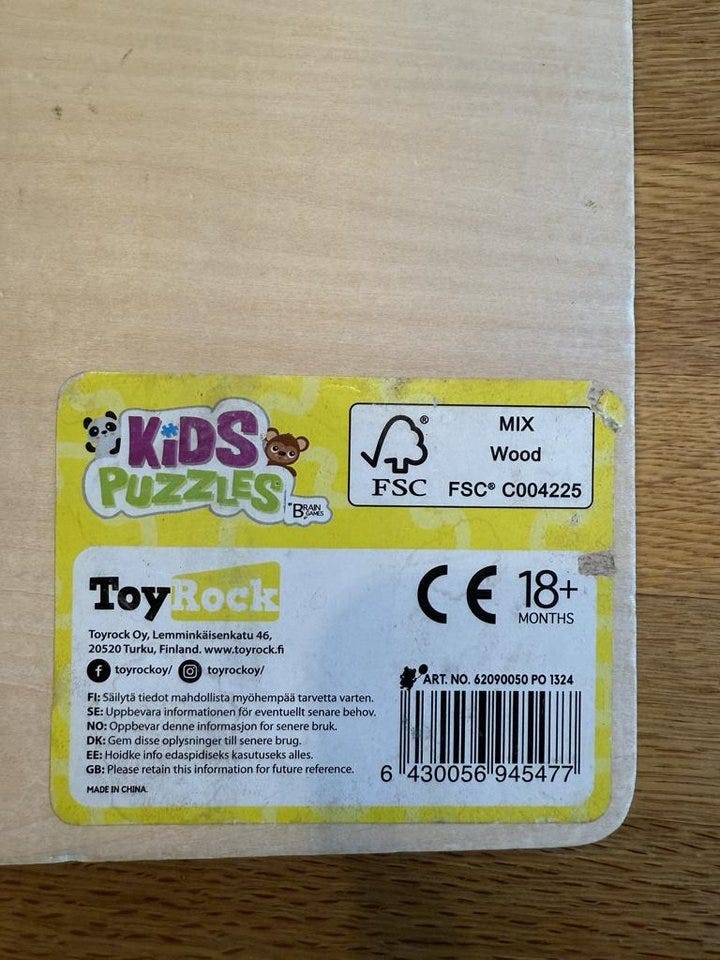 KiDS
PUZZLES
BRAIN
GAMES
FSC®
MIX
Wood
FSC® C004225
ToyRock
Toyrock Oy, Lemminkäisenkatu 46,
20520 Turku, Finland. www.toyrock.fi
toyrockoy/ toyrockoy/
FI: Säilytä tiedot mahdollista myöhempää tarvetta varten.
SE: Uppbevara informationen för eventuellt senare behov.
NO: Oppbevar denne informasjon for senere bruk.
DK: Gem disse oplysninger till senere brug.
EE: Hoidke info edaspidiseks kasutuseks alles.
GB: Please retain this information for future reference.
MADE IN CHINA.
CE 18+
MONTHS
ART. NO. 62090050 PO 1324
6 430056 945477